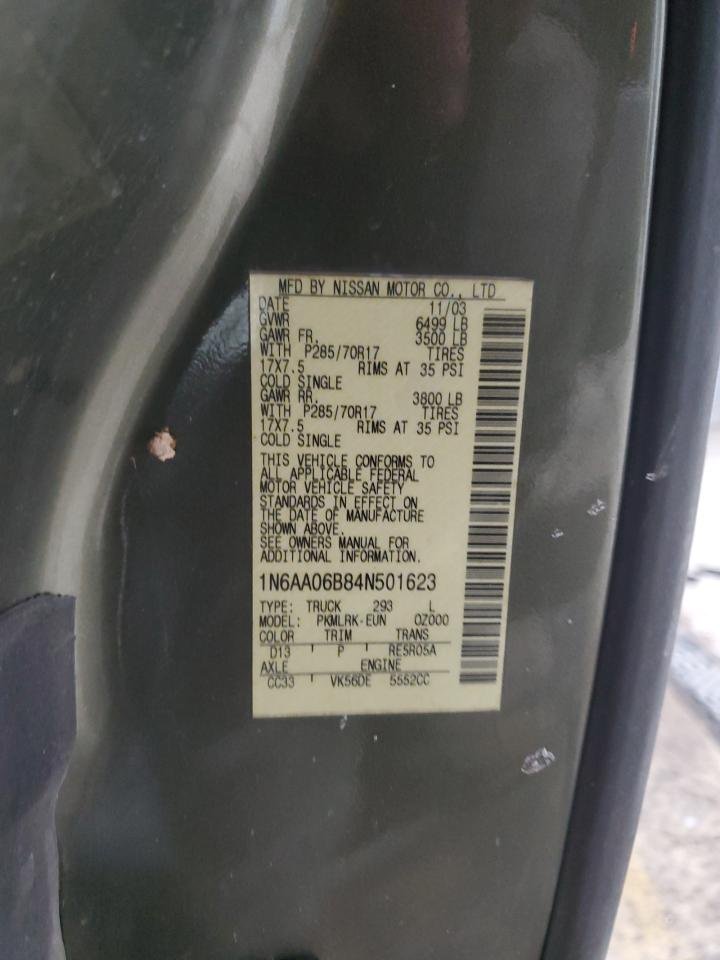 MFD BY NISSAN MOTOR CO., LTD
DATE 11/03
GVWR 6499 LB
GAWR FR. 3500 LB
WITH P285/70R17 TIRES
17X7.5 RIMS AT 35 PSI
COLD SINGLE
GAWR RR. 3800 LB
WITH P285/70R17 TIRES
17X7.5 RIMS AT 35 PSI
COLD SINGLE
THIS VEHICLE CONFORMS TO
ALL APPLICABLE FEDERAL
MOTOR VEHICLE SAFETY
STANDARDS IN EFFECT ON
THE DATE OF MANUFACTURE
SHOWN ABOVE.
SEE OWNERS MANUAL FOR
ADDITIONAL INFORMATION.
1N6AA06B84N501623
TYPE: TRUCK 293 L
MODEL: PKMLRK-EUN OZ000
COLOR TRIM TRANS
D13 P RE5R05A
AXLE ENGINE
CC33 VK56DE 5552CC